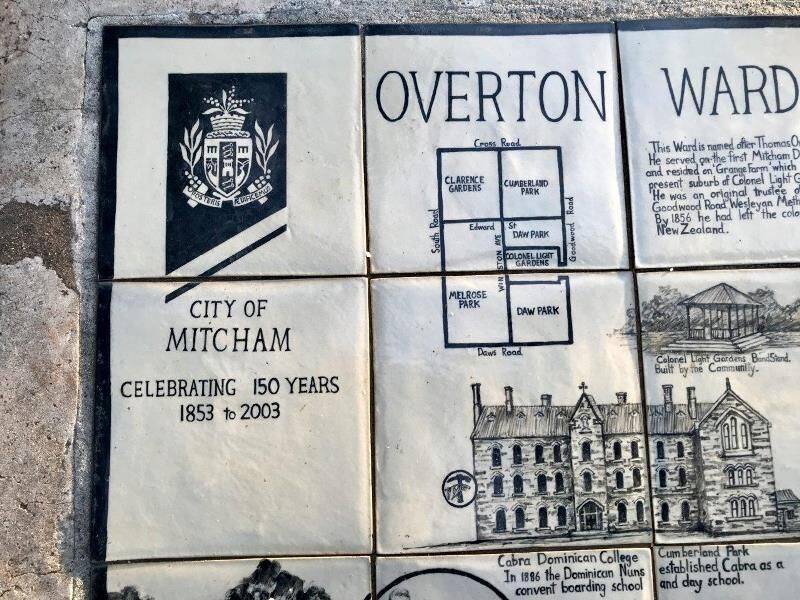 OVERTON
WARD
CITY OF
MITCHAM
CELEBRATING 150 YEARS
1853 to 2003
Cross Road
CLARENCE
GARDENS
CUMBERLAND
PARK
South Road
Goodwood Road
Edward St
WINSTON AVE
DAW PARK
COLONEL LIGHT
GARDENS
MELROSE
PARK
DAW PARK
Daws Road
This Ward is named after Thomas
He served on the first Mitcham
and resided on "Grange Farm" which
present suburb of Colonel Light
He was an original trustee
Goodwood Road Wesleyan
By 1856 he had left the
New Zealand.
Colonel Light Gardens Band Stand.
Built by the Community.
Cabra Dominican College
In 1886 the Dominican Nuns
convent boarding school
Cumberland Park
established Cabra as a
and day school.